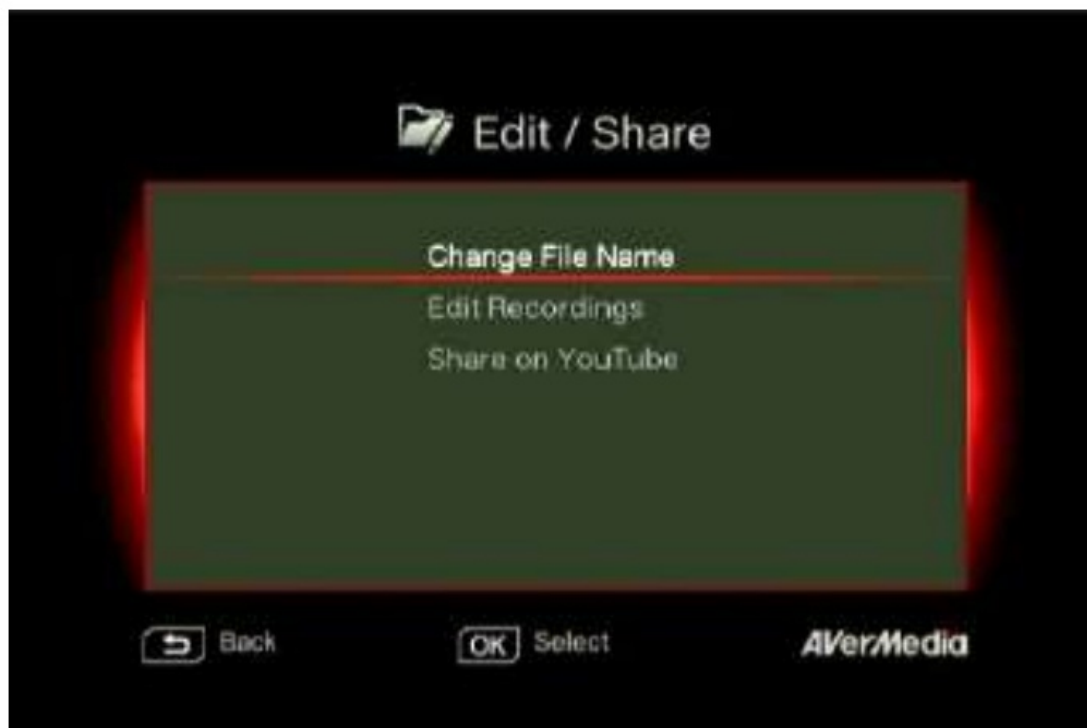 Edit / Share
Change File Name
Edit Recordings
Share on YouTube
Back
OK Select
AVerMedia